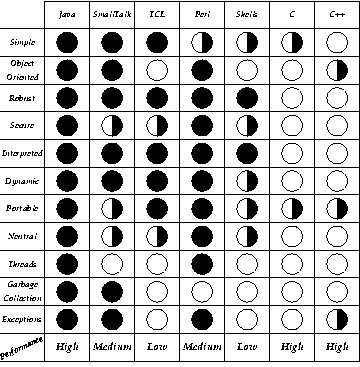 Java SmallTalk TCL Perl Shells C C++
Simple
Object
Oriented
Robust
Secure
Interpreted
Dynamic
Portable
Neutral
Threads
Garbage
Collection
Exceptions
Performance High Medium Low Medium Low High High